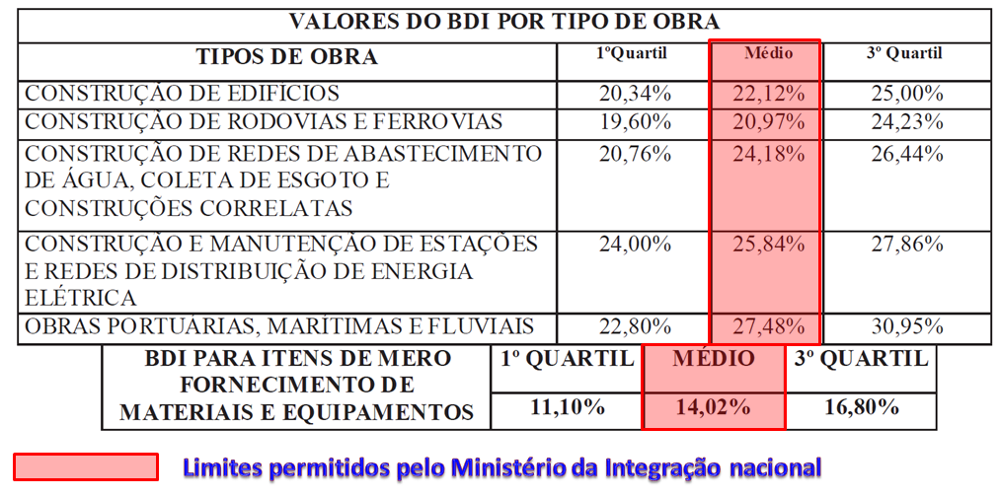 VALORES DO BDI POR TIPO DE OBRA
TIPOS DE OBRA 1ºQuartil Médio 3º Quartil
CONSTRUÇÃO DE EDIFÍCIOS 20,34% 22,12% 25,00%
CONSTRUÇÃO DE RODOVIAS E FERROVIAS 19,60% 20,97% 24,23%
CONSTRUÇÃO DE REDES DE ABASTECIMENTO 20,76% 24,18% 26,44%
DE ÁGUA, COLETA DE ESGOTO E
CONSTRUÇÕES CORRELATAS
CONSTRUÇÃO E MANUTENÇÃO DE ESTAÇÕES 24,00% 25,84% 27,86%
E REDES DE DISTRIBUIÇÃO DE ENERGIA
ELÉTRICA
OBRAS PORTUÁRIAS, MARÍTIMAS E FLUVIAIS 22,80% 27,48% 30,95%
BDI PARA ITENS DE MERO 1º QUARTIL MÉDIO 3º QUARTIL
FORNECIMENTO DE
MATERIAIS E EQUIPAMENTOS 11,10% 14,02% 16,80%
Limites permitidos pelo Ministério da Integração nacional